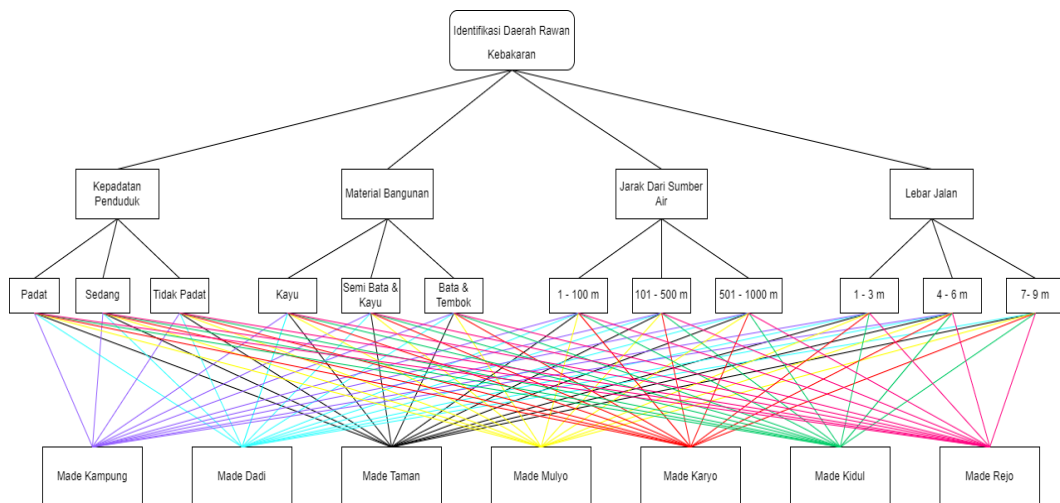 Identifikasi Daerah Rawan
Kebakaran
Kepadatan
Penduduk
Material Bangunan
Jarak Dari Sumber
Air
Lebar Jalan
Padat
Sedang
Tidak Padat
Kayu
Semi Bata &
Kayu
Bata &
Tembok
1 - 100 m
101 - 500 m
501 - 1000 m
1 - 3 m
4 - 6 m
7- 9 m
Made Kampung
Made Dadi
Made Taman
Made Mulyo
Made Karyo
Made Kidul
Made Rejo